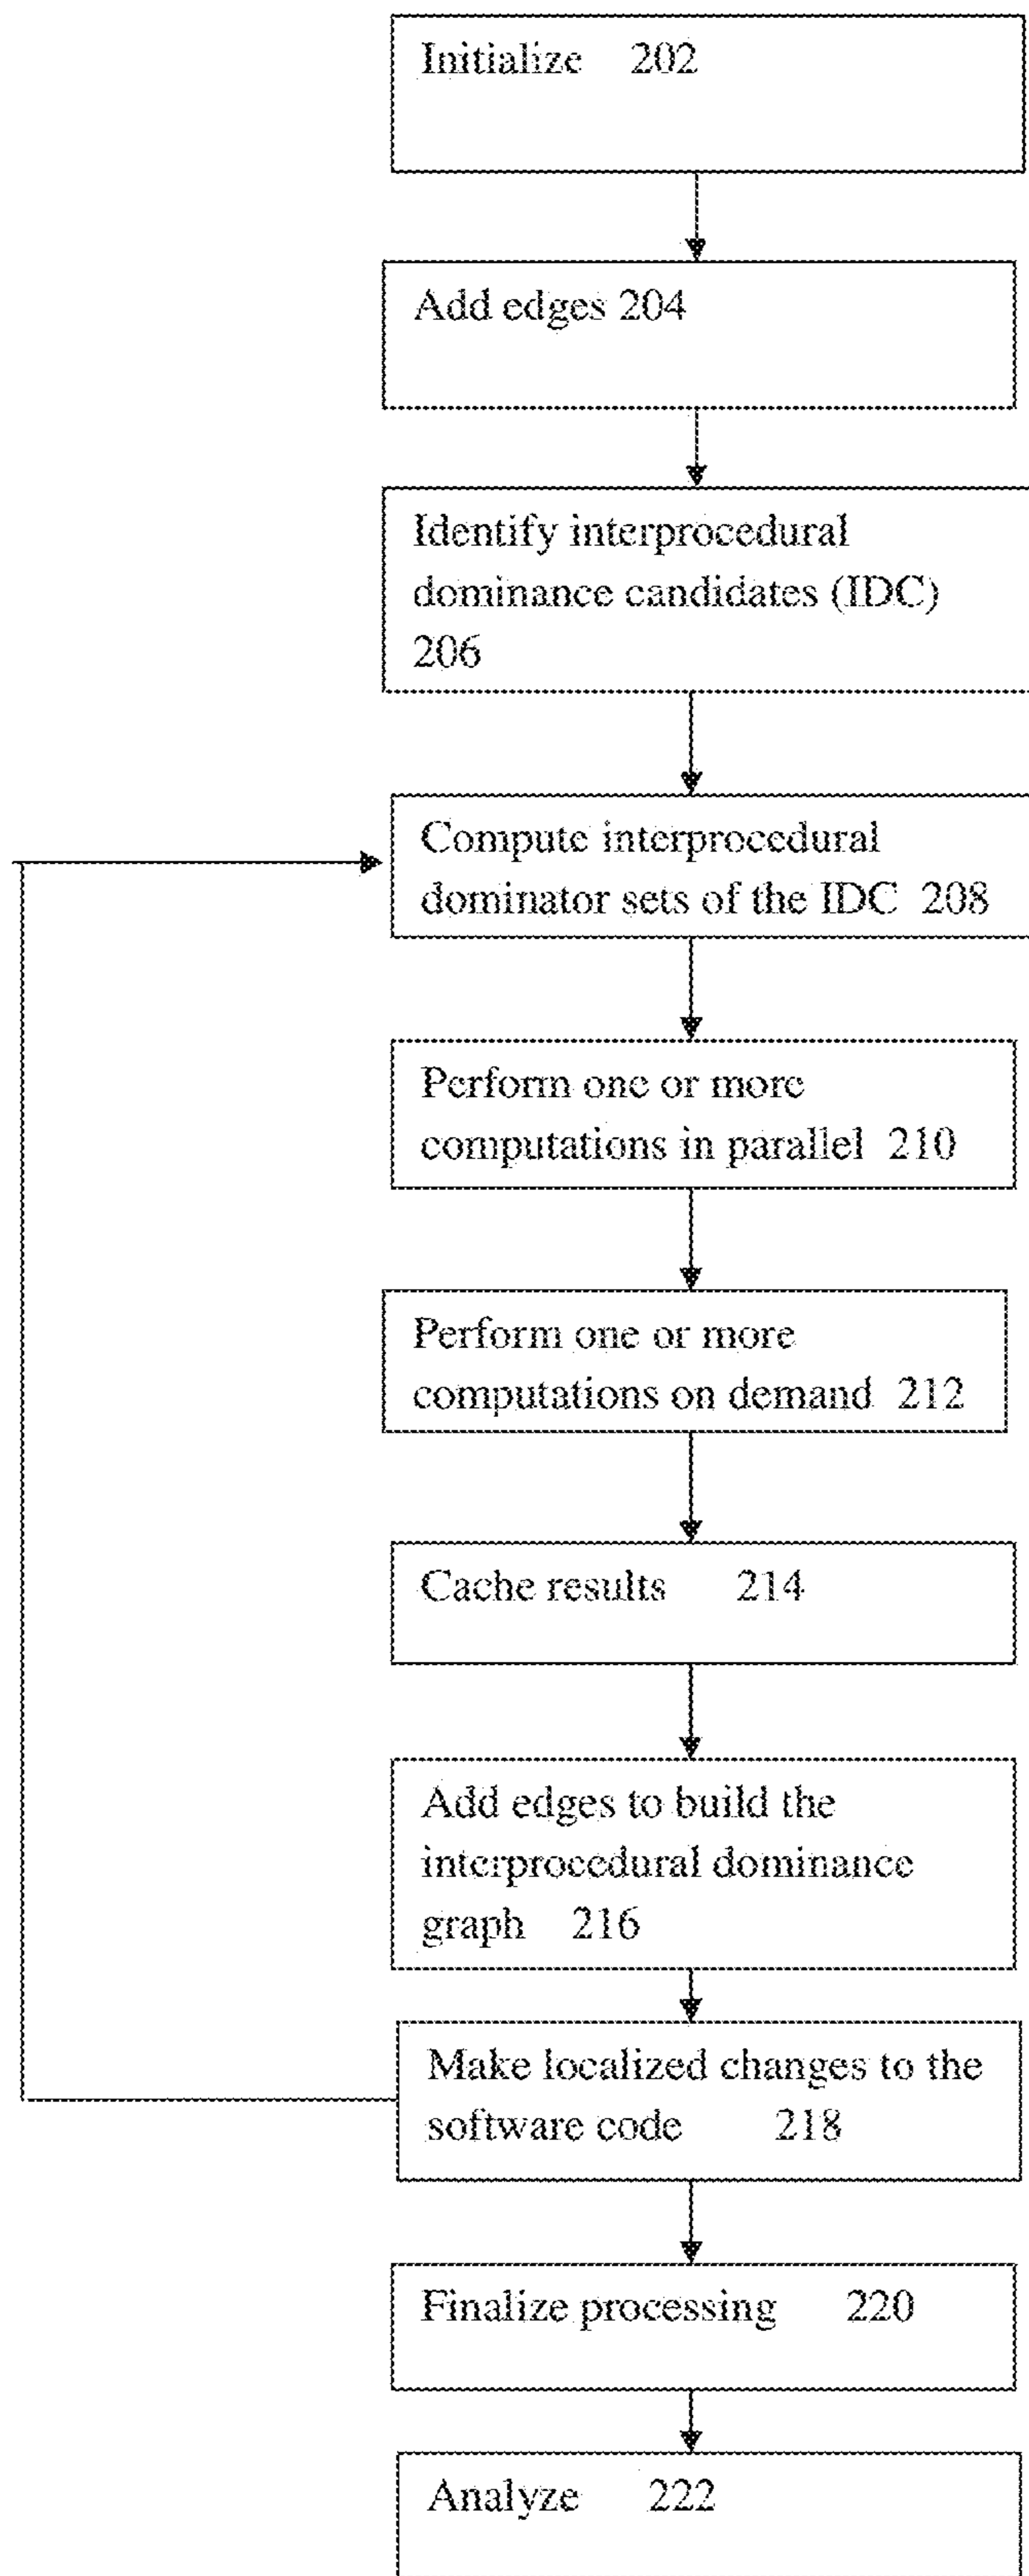 Initialize 202
Add edges 204
Identify interprocedural
dominance candidates (IDC)
206
Compute interprocedural
dominator sets of the IDC 208
Perform one or more
computations in parallel 210
Perform one or more
computations on demand 212
Cache results 214
Add edges to build the
interprocedural dominance
graph 216
Make localized changes to the
software code 218
Finalize processing 220
Analyze 222